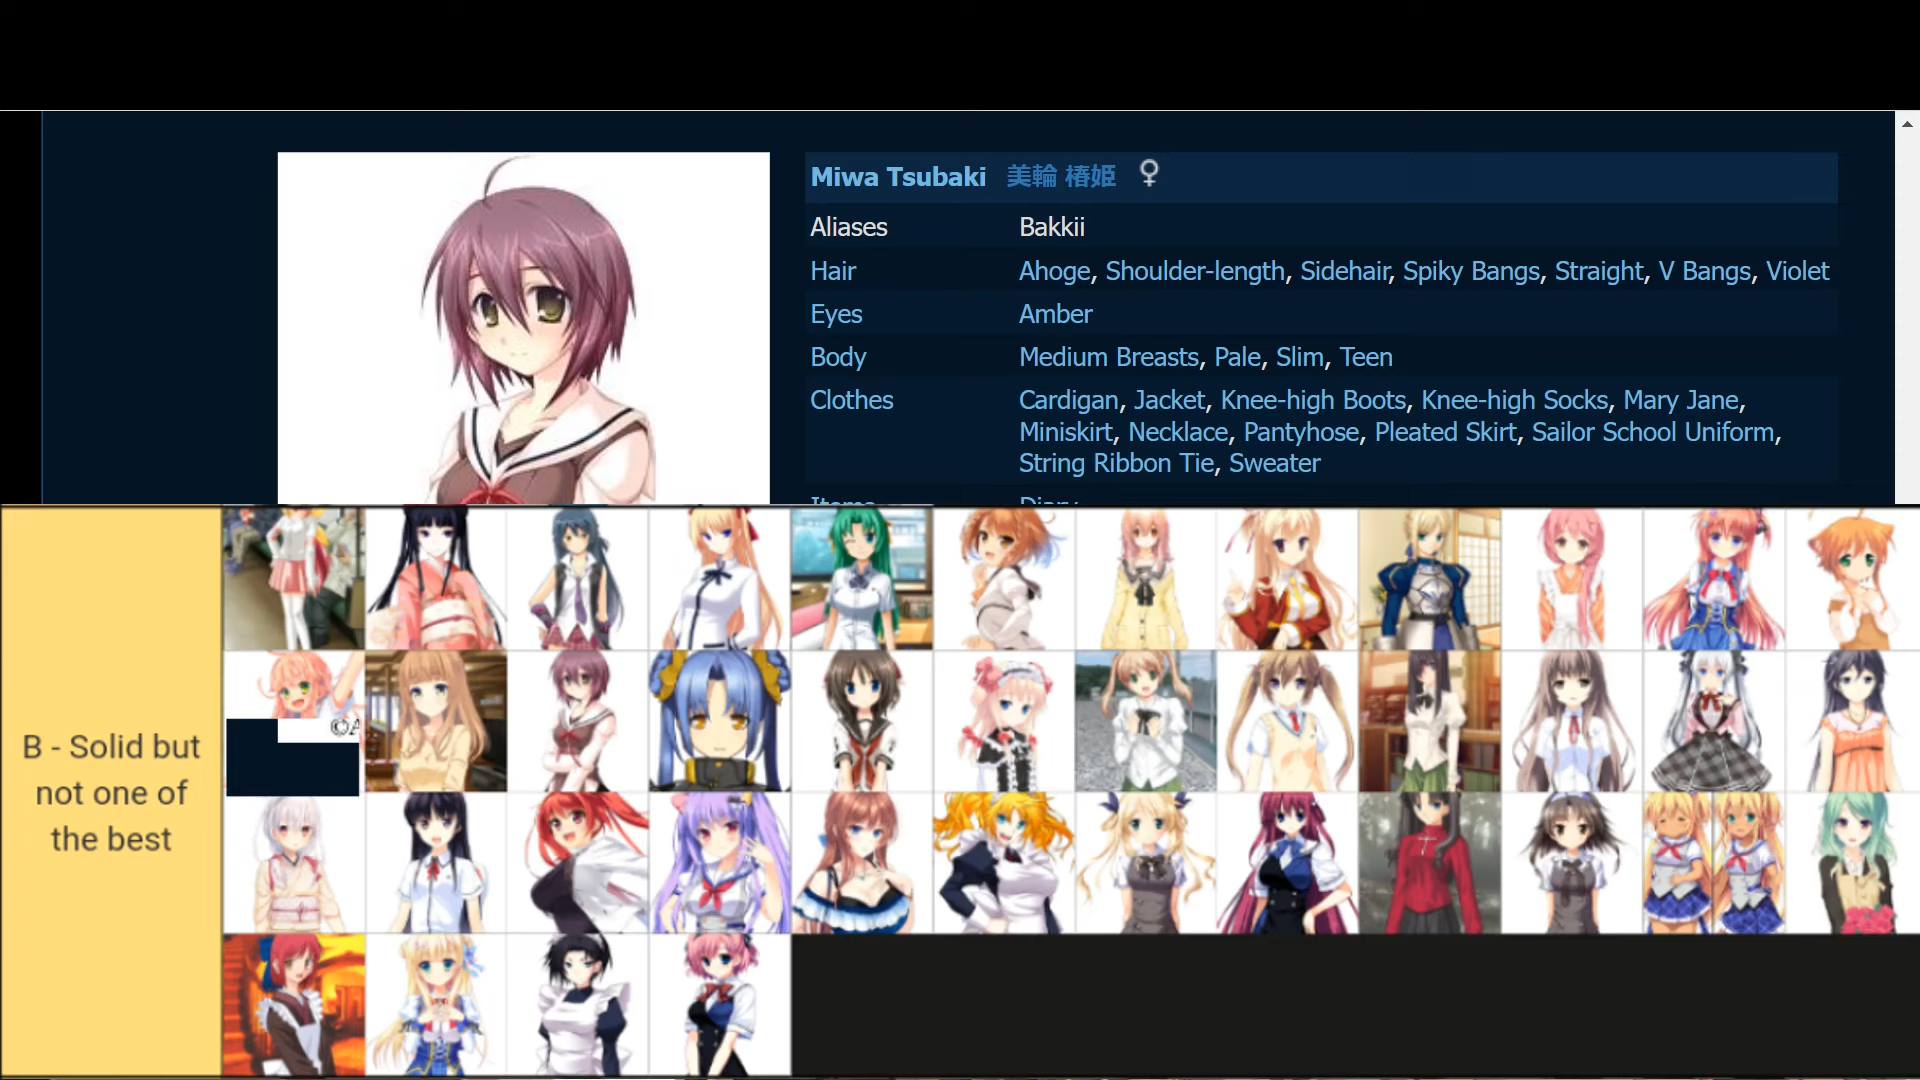 Miwa Tsubaki 美輪 椿姫 ♀
Aliases Bakkii
Hair Ahoge, Shoulder-length, Sidehair, Spiky Bangs, Straight, V Bangs, Violet
Eyes Amber
Body Medium Breasts, Pale, Slim, Teen
Clothes Cardigan, Jacket, Knee-high Boots, Knee-high Socks, Mary Jane,
Miniskirt, Necklace, Pantyhose, Pleated Skirt, Sailor School Uniform,
String Ribbon Tie, Sweater
Items Diary
B - Solid but
not one of
the best
©A